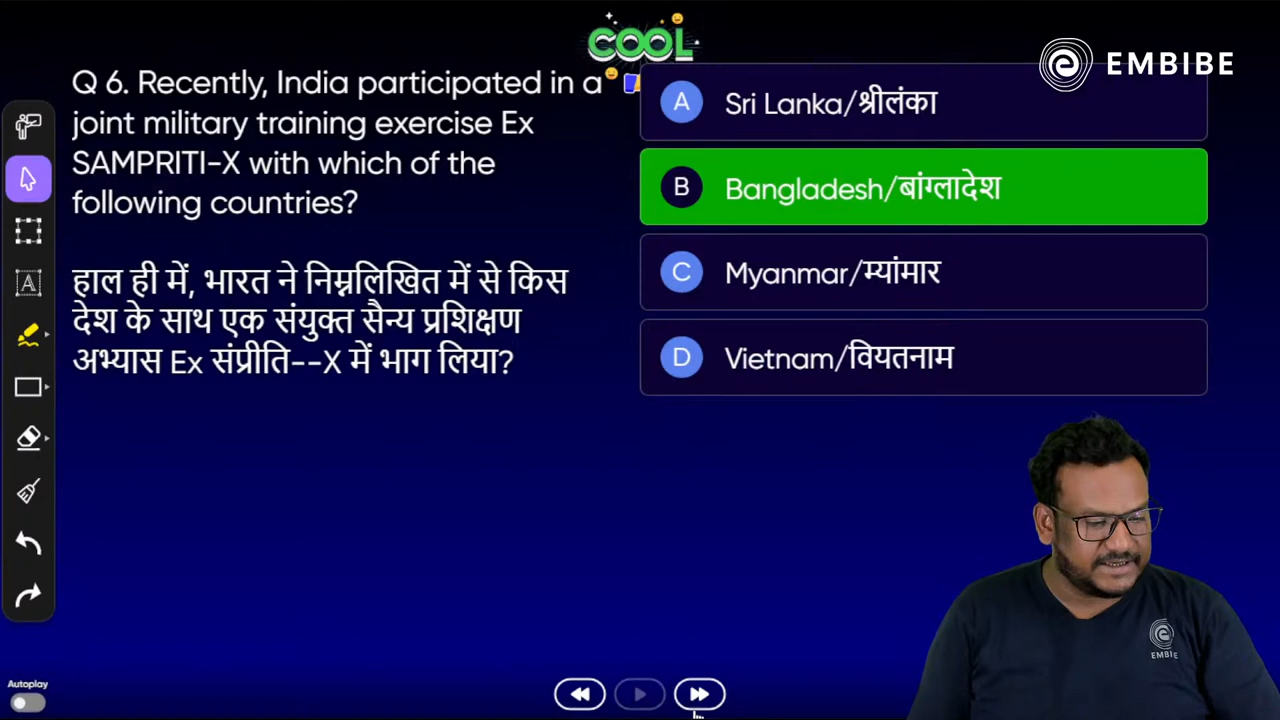 COOL
EMBIBE
Q 6. Recently, India participated in a
joint military training exercise Ex
SAMPRITI-X with which of the
following countries?
हाल ही में, भारत ने निम्नलिखित में से किस
देश के साथ एक संयुक्त सैन्य प्रशिक्षण
अभ्यास Ex संप्रीति--X में भाग लिया?
A Sri Lanka/श्रीलंका
B Bangladesh/बांग्लादेश
C Myanmar/म्यांमार
D Vietnam/वियतनाम
A
EMBIBE
Autoplay